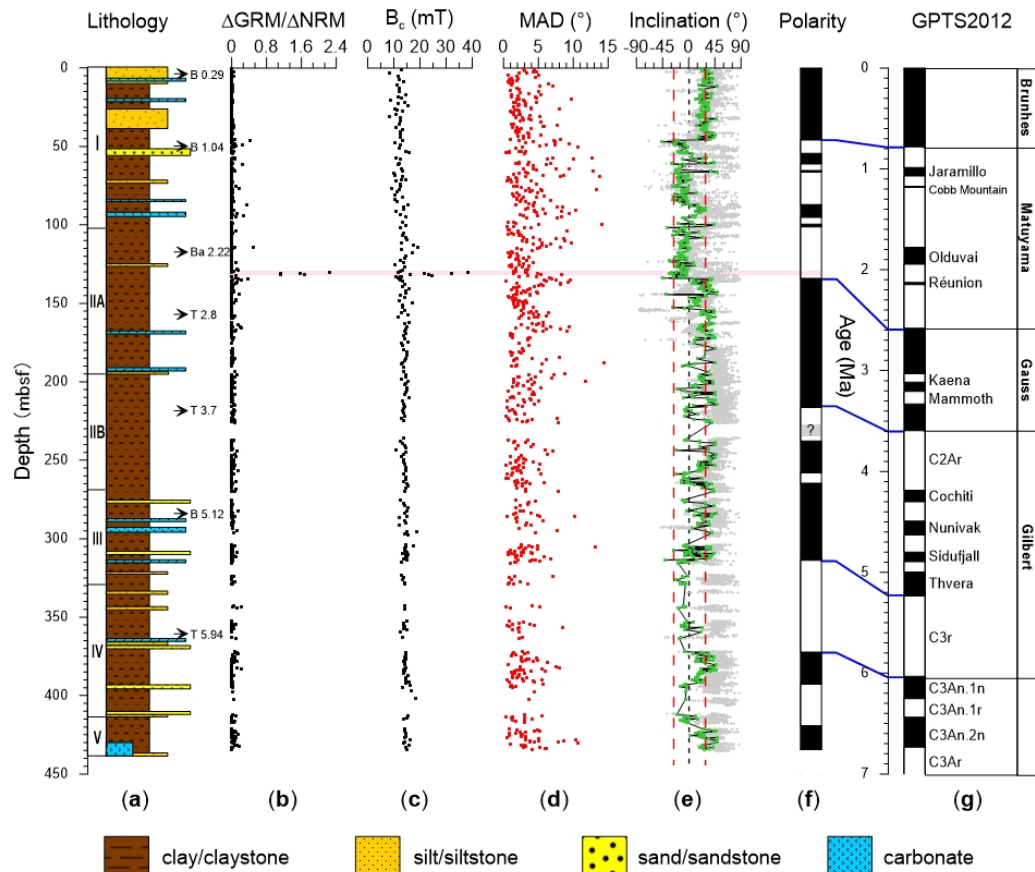 Lithology
ΔGRM/ΔNRM
Bc (mT)
MAD (°)
Inclination (°)
Polarity
GPTS2012
0 0.8 1.6 2.4
0 10 20 30 40
0 5 10 15
-90 -45 0 45 90
Depth (mbsf)
0
50
100
150
200
250
300
350
400
450
I
IIA
IIB
III
IV
V
B 0.29
B 1.04
Ba 2.22
T 2.8
T 3.7
B 5.12
T 5.94
?
Age (Ma)
0
1
2
3
4
5
6
7
Jaramillo
Cobb Mountain
Olduvai
Réunion
Kaena
Mammoth
C2Ar
Cochiti
Nunivak
Sidufjall
Thvera
C3r
C3An.1n
C3An.1r
C3An.2n
C3Ar
Brunhes
Matuyama
Gauss
Gilbert
(a) (b) (c) (d) (e) (f) (g)
clay/claystone
silt/siltstone
sand/sandstone
carbonate